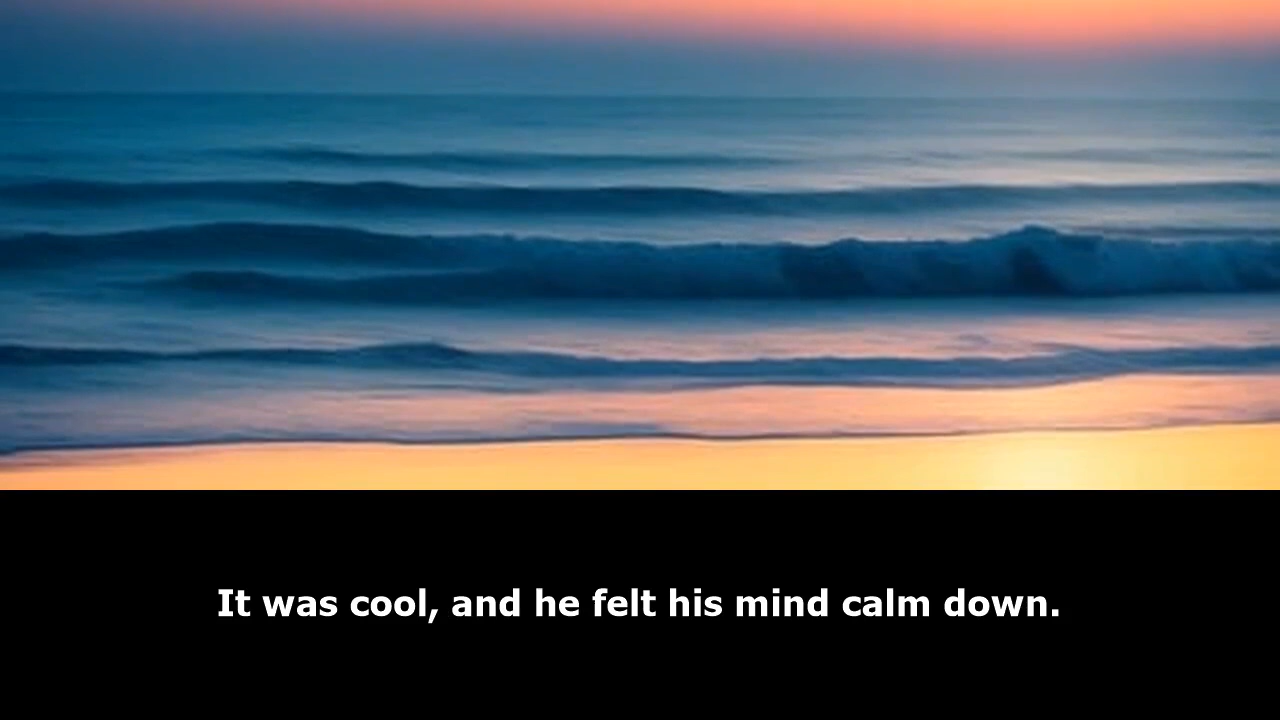 It was cool, and he felt his mind calm down.